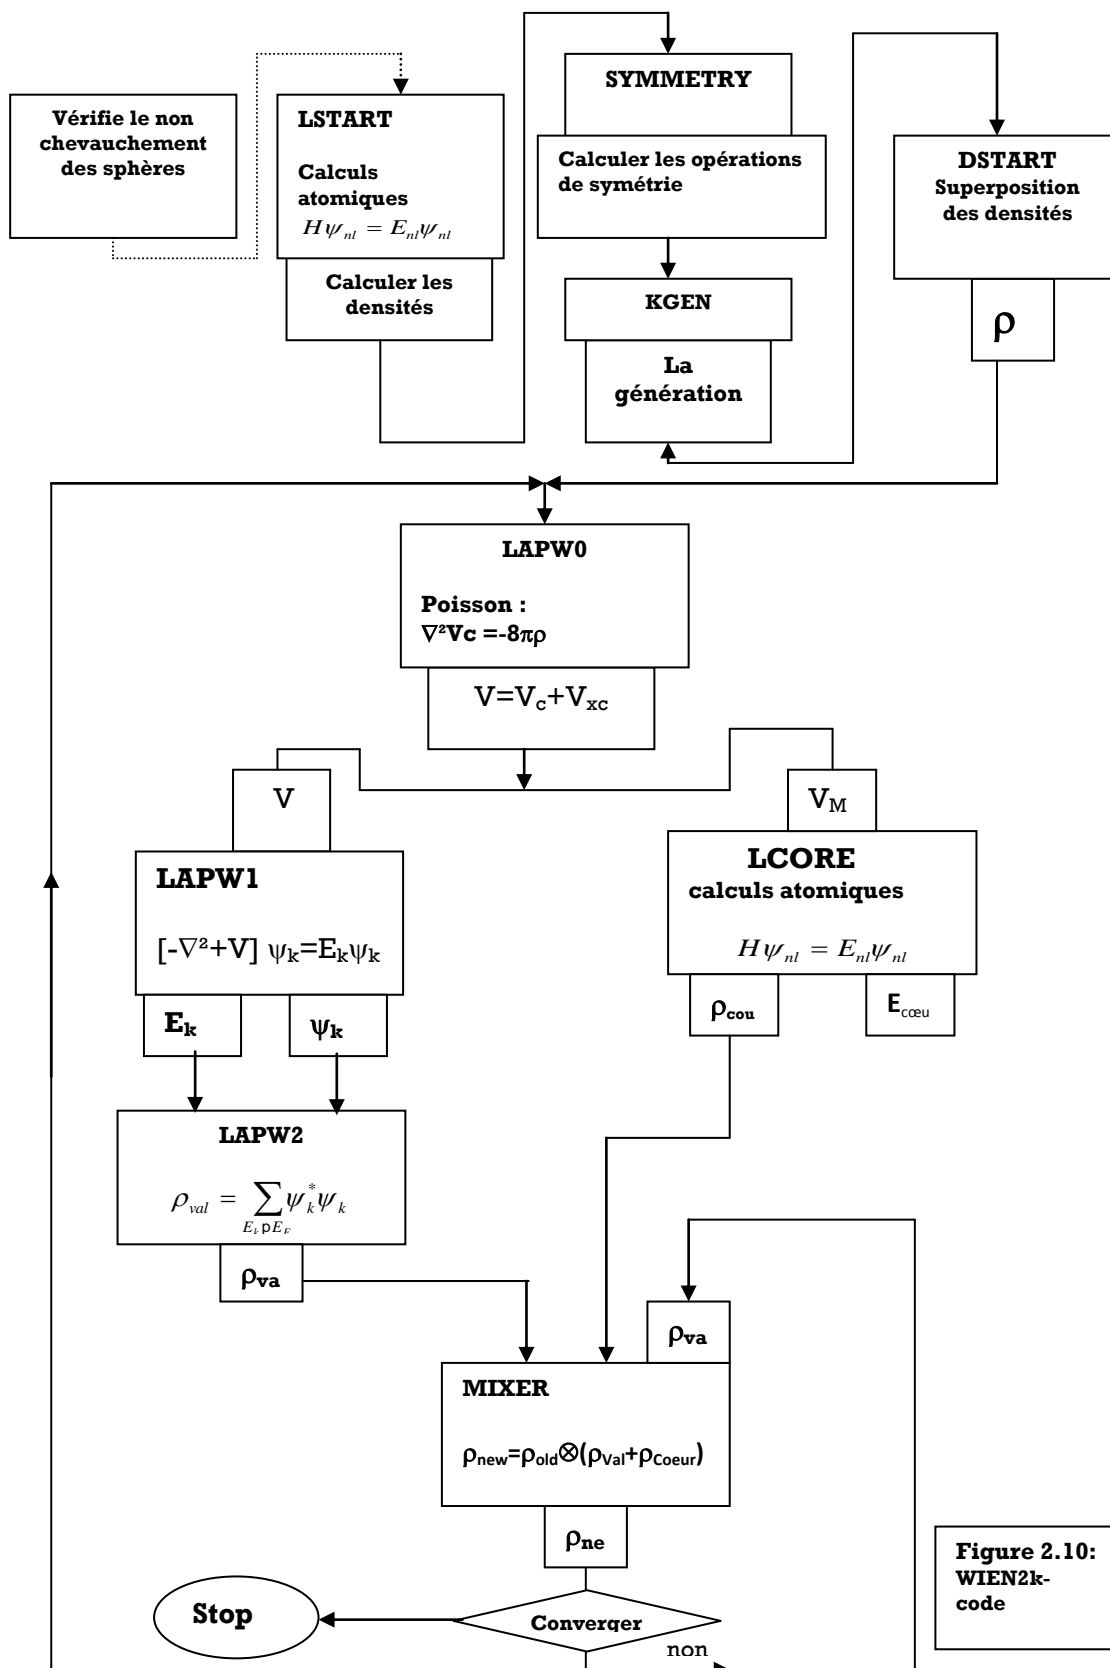 Vérifie le non
chevauchement
des sphères
LSTART
Calculs
atomiques
Hψnl = Enlψnl
Calculer les
densités
SYMMETRY
Calculer les opérations
de symétrie
KGEN
La
génération
DSTART
Superposition
des densités
ρ
LAPW0
Poisson :
∇²Vc =-8πρ
V=Vc+Vxc
V
VM
LAPW1
[-∇²+V] ψk=Ekψk
Ek
ψk
LCORE
calculs atomiques
Hψnl = Enlψnl
ρcou
Ecœu
LAPW2
ρval = ∑ ψk*ψk
Ek p EF
ρva
ρva
MIXER
ρnew=ρold⊗(ρVal+ρCoeur)
ρne
Stop
Converger
non
Figure 2.10:
WIEN2k-
code